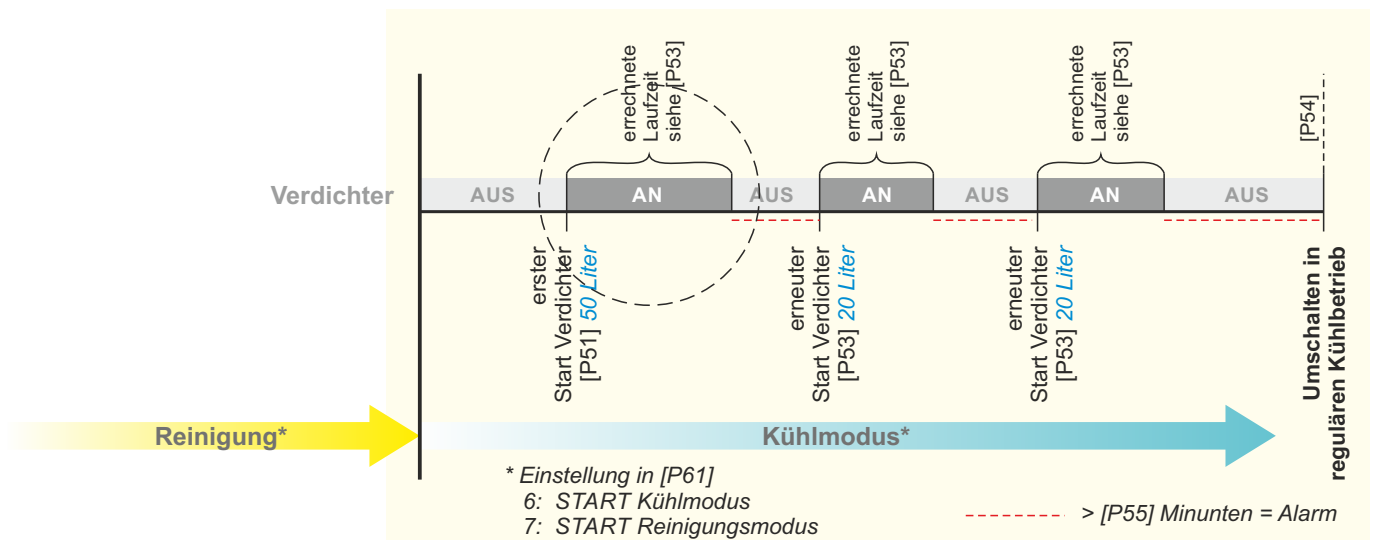 errechnete
Laufzeit
siehe [P53]
errechnete
Laufzeit
siehe [P53]
errechnete
Laufzeit
siehe [P53]
[P54]
Verdichter
AUS
AN
AUS
AN
AUS
AN
AUS
erster
Start Verdichter
[P51] 50 Liter
erneuter
Start Verdichter
[P53] 20 Liter
erneuter
Start Verdichter
[P53] 20 Liter
Umschalten in
regulären Kühlbetrieb
Reinigung*
Kühlmodus*
* Einstellung in [P61]
6: START Kühlmodus
7: START Reinigungsmodus
> [P55] Minunten = Alarm